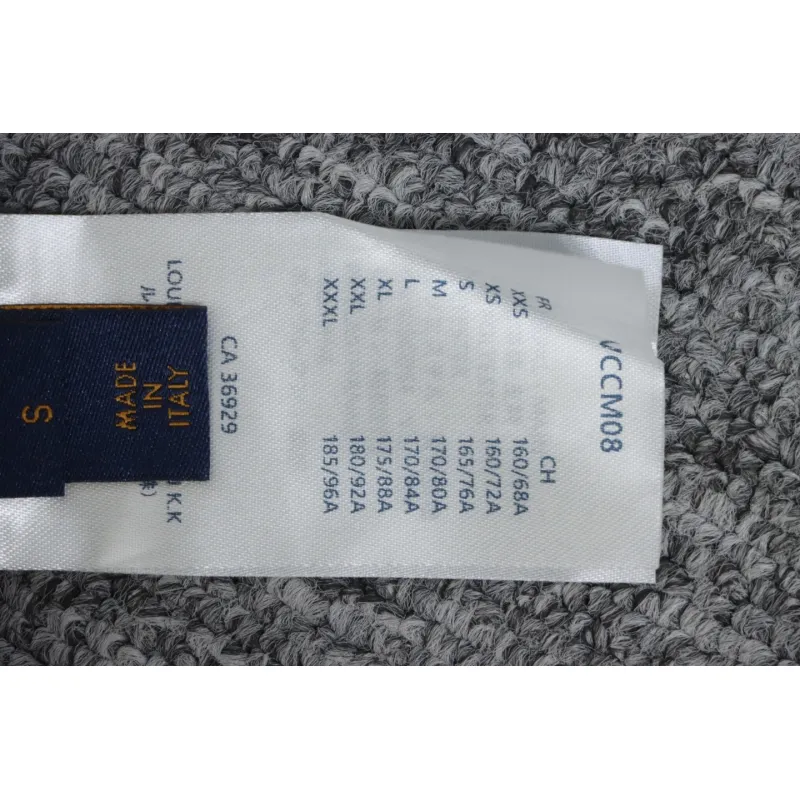 VCCM08
FR CH
XXS 160/68A
XS 160/72A
S 165/76A
M 170/80A
L 170/84A
XL 175/88A
XXL 180/92A
XXXL 185/96A
CA 36929
K.K
MADE
IN
ITALY
S